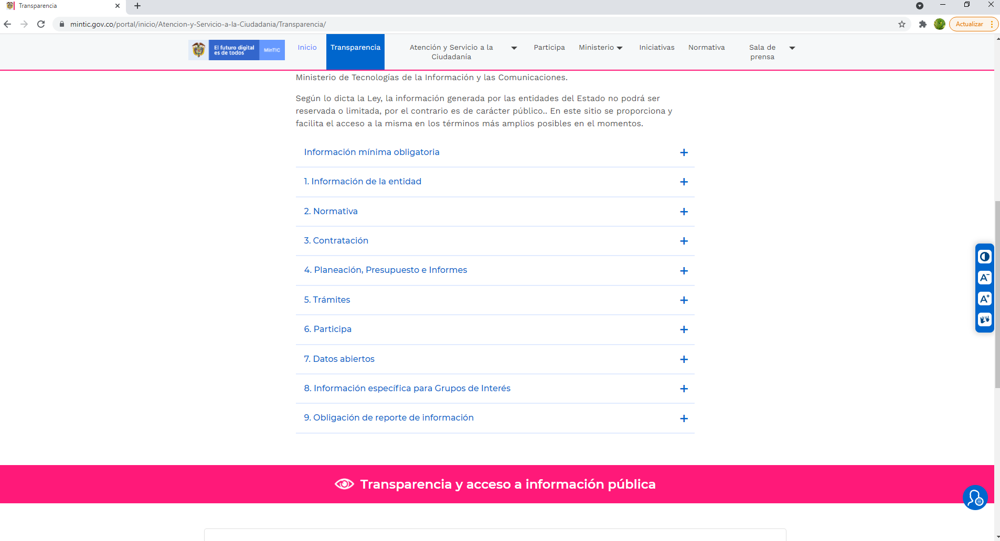 Transparencia
mintic.gov.co/portal/inicio/Atencion-y-Servicio-a-la-Ciudadania/Transparencia/
Actualizar
El futuro digital
es de todos
MinTIC
Inicio
Transparencia
Atención y Servicio a la
Ciudadanía
Participa
Ministerio
Iniciativas
Normativa
Sala de
prensa
Ministerio de Tecnologías de la Información y las Comunicaciones.
Según lo dicta la Ley, la información generada por las entidades del Estado no podrá ser
reservada o limitada, por el contrario es de carácter público.. En este sitio se proporciona y
facilita el acceso a la misma en los términos más amplios posibles en el momentos.
Información mínima obligatoria
1. Información de la entidad
2. Normativa
3. Contratación
4. Planeación, Presupuesto e Informes
5. Trámites
6. Participa
7. Datos abiertos
8. Información específica para Grupos de Interés
9. Obligación de reporte de información
A-
A+
Transparencia y acceso a información pública